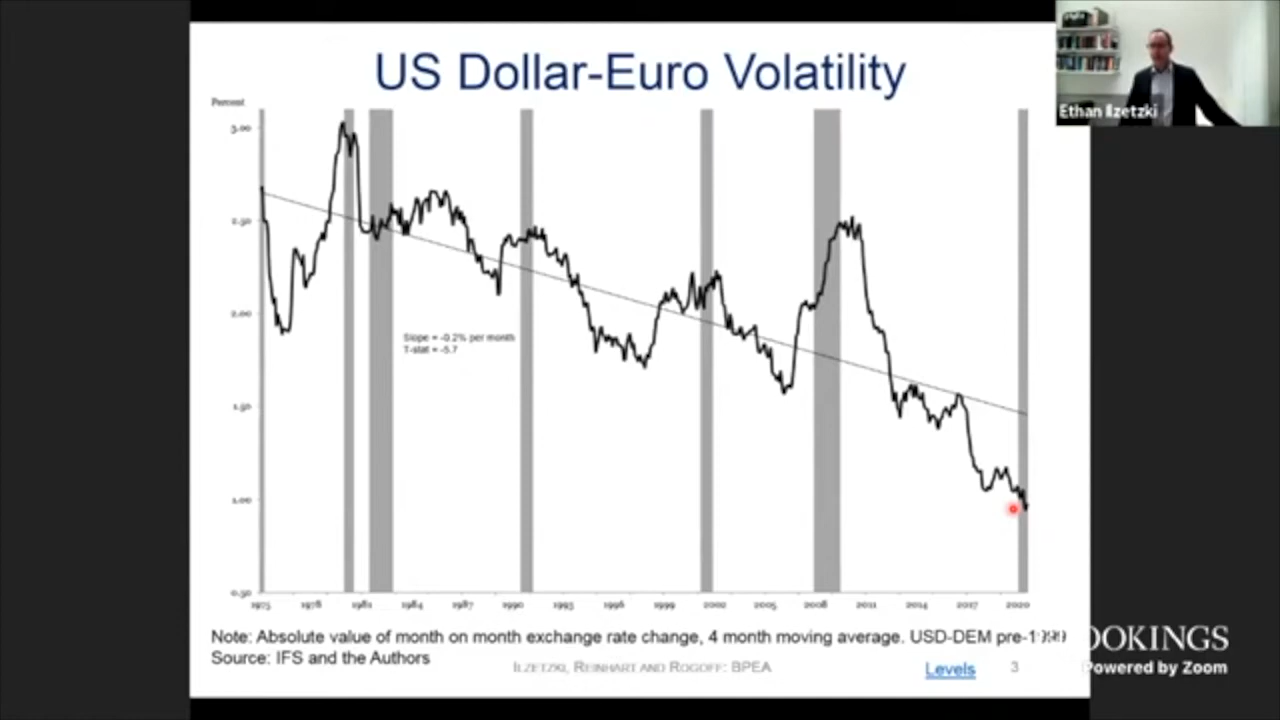 US Dollar-Euro Volatility
Percent
3.00
2.50
2.00
1.50
1.00
0.50
Slope = -0.2% per month
T-stat = -5.7
1975 1978 1981 1984 1987 1990 1993 1996 1999 2002 2005 2008 2011 2014 2017 2020
Note: Absolute value of month on month exchange rate change, 4 month moving average. USD-DEM pre-1999
Source: IFS and the Authors
ILZETZKI, REINHART AND ROGOFF: BPEA
Levels
3
Ethan Ilzetzki
OOKINGS
Powered by Zoom